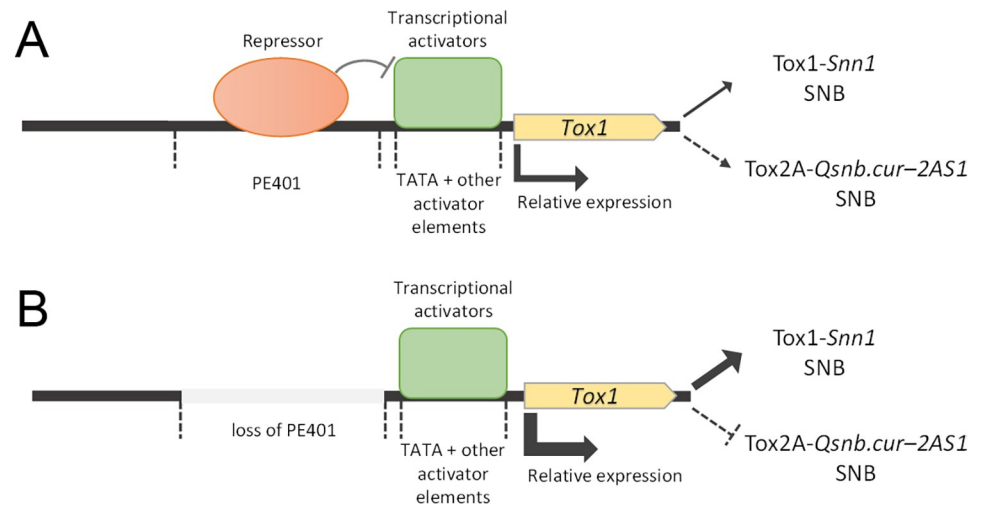 A
Transcriptional
activators
Repressor
Tox1
Tox1-Snn1
SNB
Tox2A-Qsnb.cur–2AS1
SNB
PE401
TATA + other
activator
elements
Relative expression
B
Transcriptional
activators
Tox1
Tox1-Snn1
SNB
Tox2A-Qsnb.cur–2AS1
SNB
loss of PE401
TATA + other
activator
elements
Relative expression